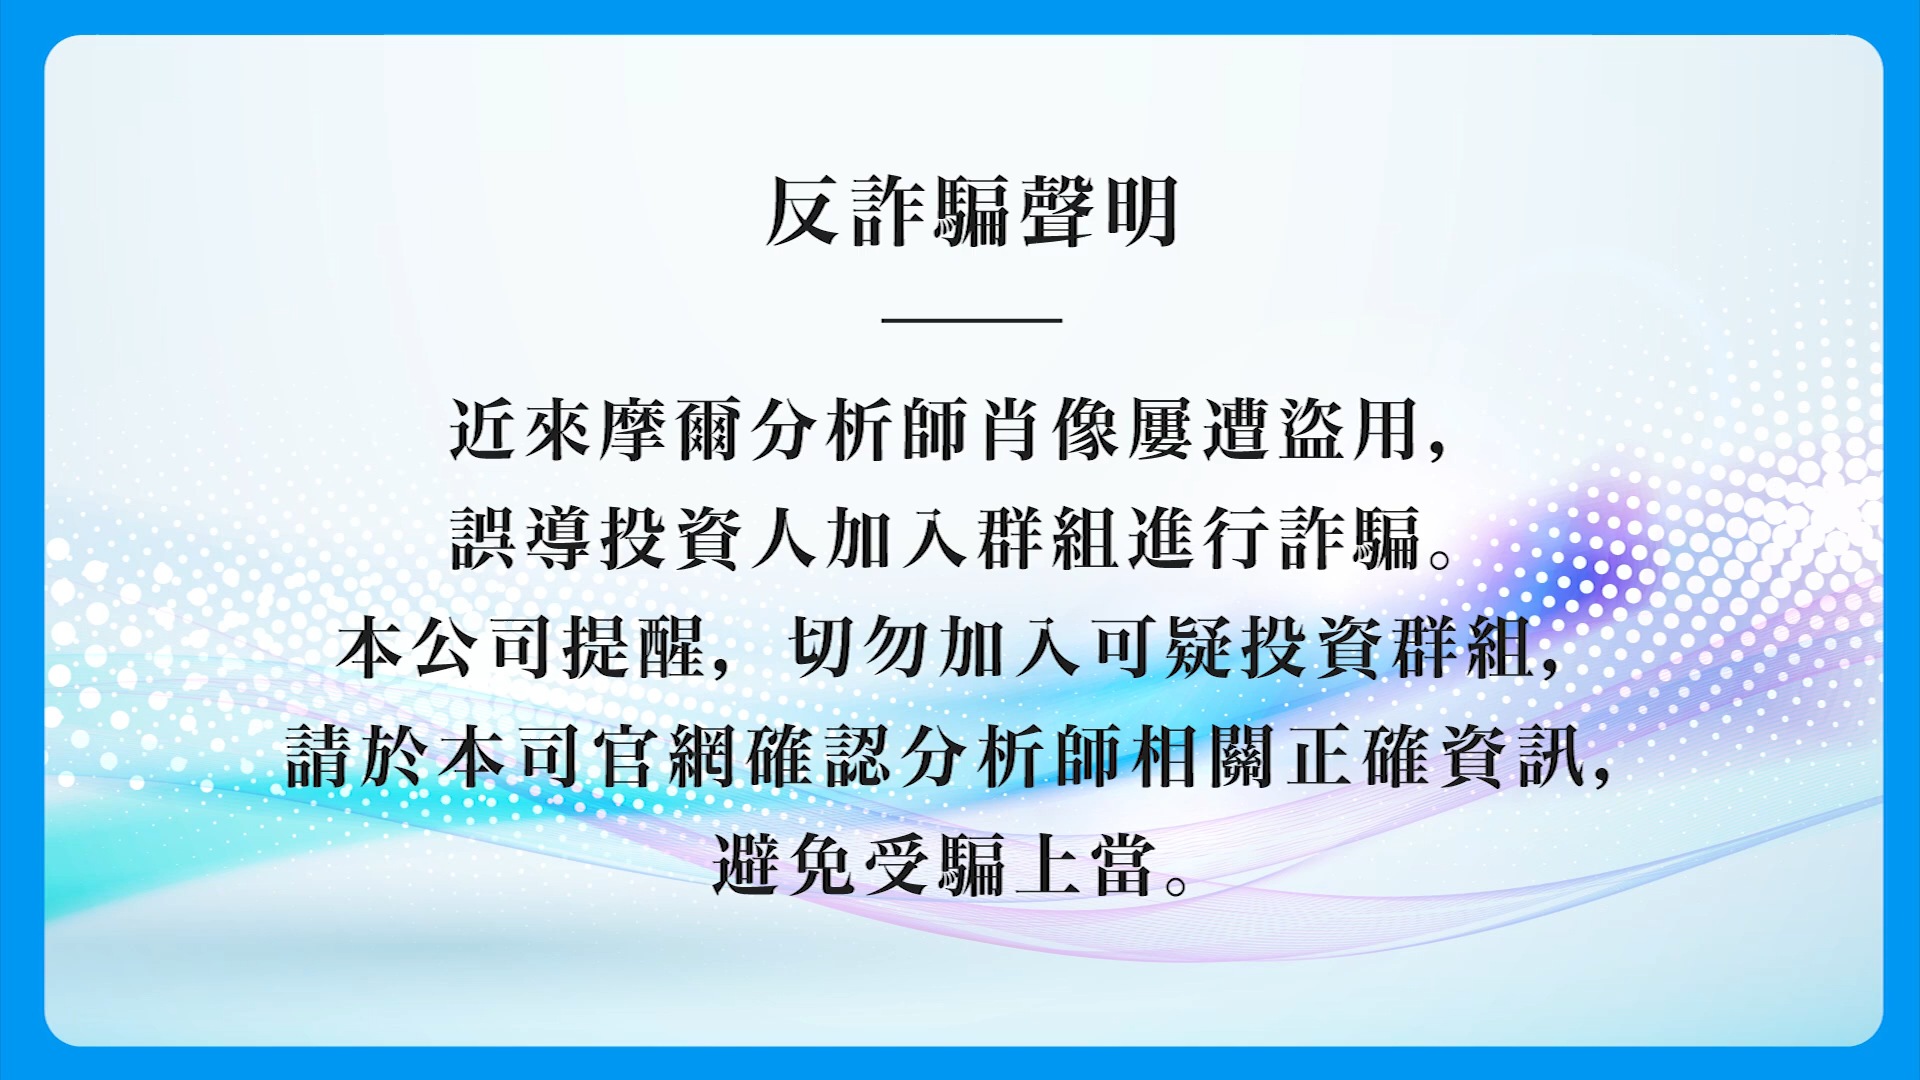 反詐騙聲明
近來摩爾分析師肖像屢遭盜用，
誤導投資人加入群組進行詐騙。
本公司提醒，切勿加入可疑投資群組，
請於本司官網確認分析師相關正確資訊，
避免受騙上當。